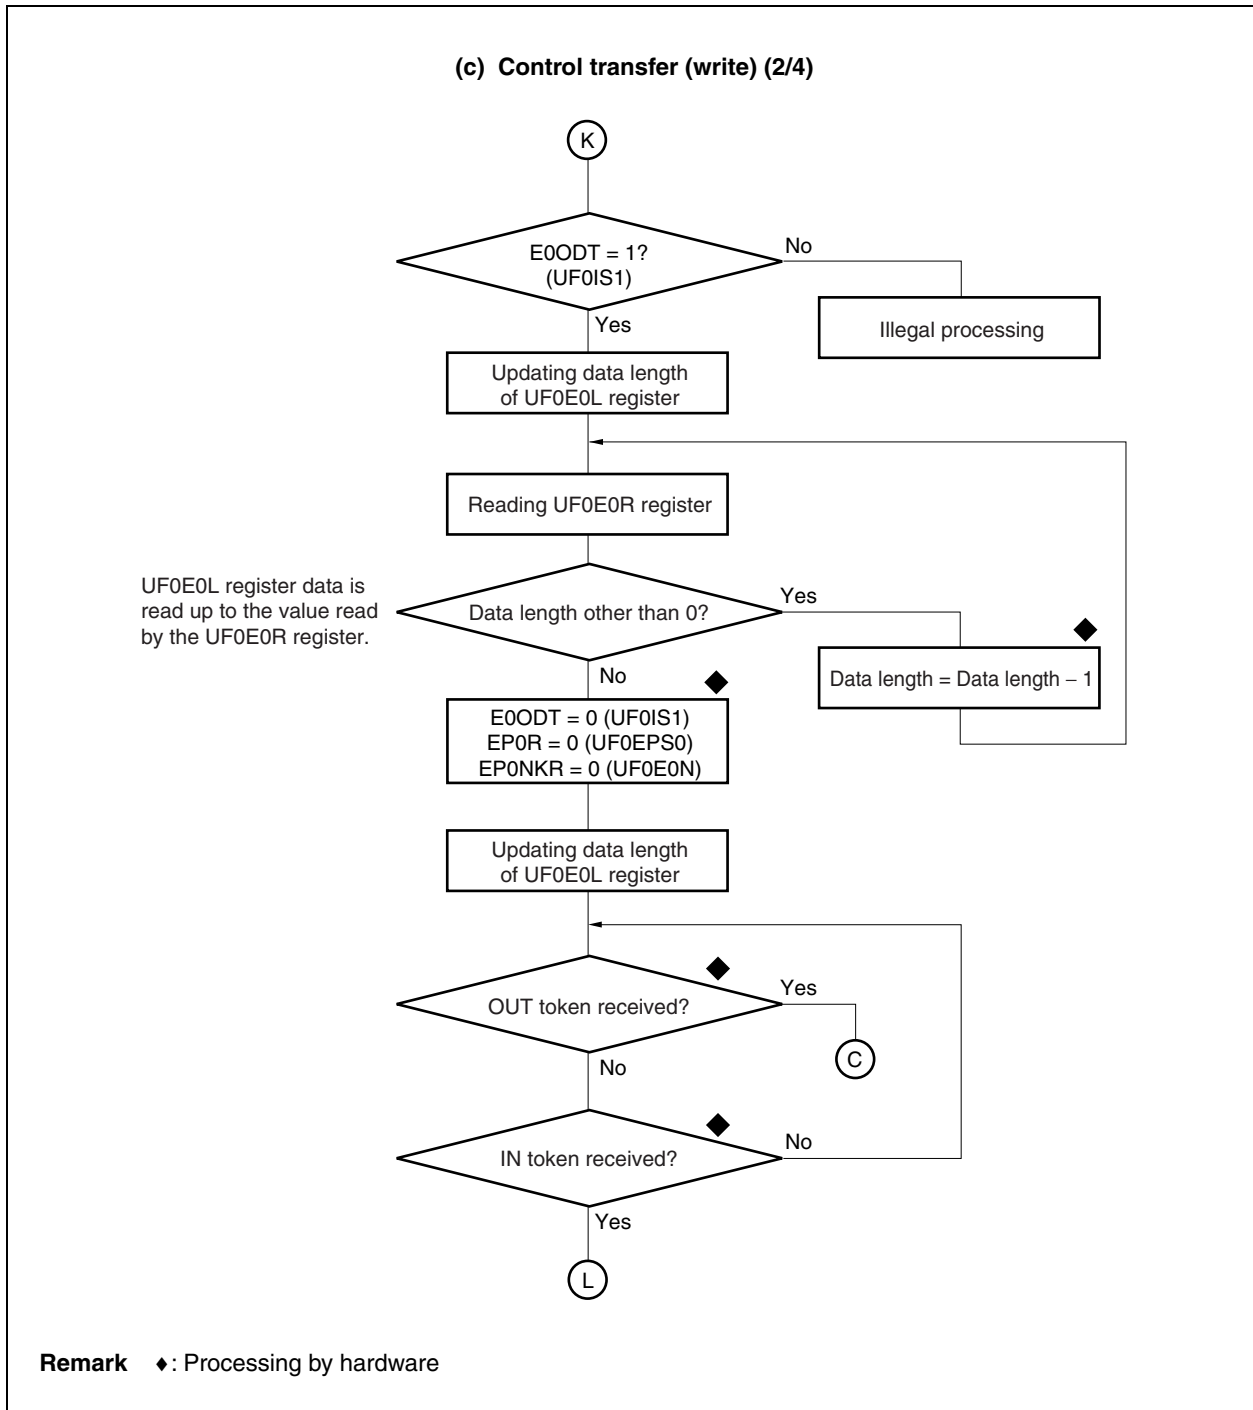 (c) Control transfer (write) (2/4)
K
E0ODT = 1?
(UF0IS1)
No
Illegal processing
Yes
Updating data length
of UF0E0L register
Reading UF0E0R register
UF0E0L register data is
read up to the value read
by the UF0E0R register.
Data length other than 0?
Yes
Data length = Data length – 1
No
E0ODT = 0 (UF0IS1)
EP0R = 0 (UF0EPS0)
EP0NKR = 0 (UF0E0N)
Updating data length
of UF0E0L register
OUT token received?
Yes
C
No
IN token received?
No
Yes
L
Remark ♦: Processing by hardware